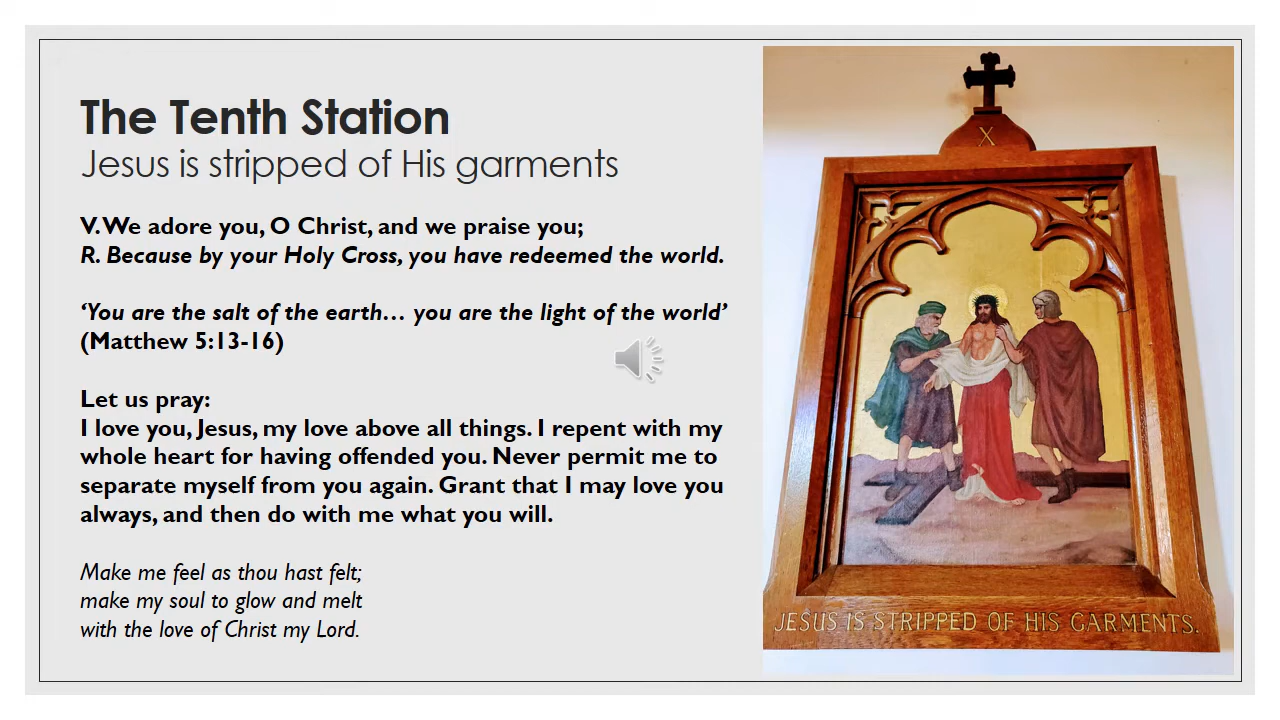 The Tenth Station
Jesus is stripped of His garments
V. We adore you, O Christ, and we praise you;
R. Because by your Holy Cross, you have redeemed the world.
‘You are the salt of the earth… you are the light of the world’
(Matthew 5:13-16)
Let us pray:
I love you, Jesus, my love above all things. I repent with my
whole heart for having offended you. Never permit me to
separate myself from you again. Grant that I may love you
always, and then do with me what you will.
Make me feel as thou hast felt;
make my soul to glow and melt
with the love of Christ my Lord.
X
JESUS IS STRIPPED OF HIS GARMENTS.